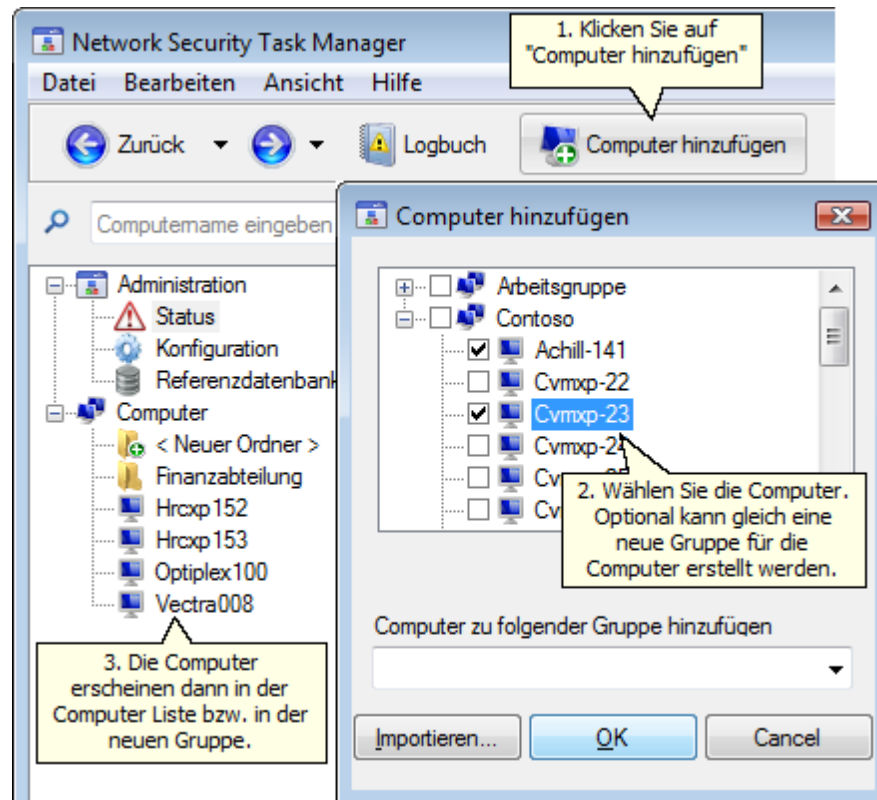 Network Security Task Manager
1. Klicken Sie auf
"Computer hinzufügen"
Datei Bearbeiten Ansicht Hilfe
Zurück
Logbuch
Computer hinzufügen
Computername eingeben
Administration
Status
Konfiguration
Referenzdatenbank
Computer
< Neuer Ordner >
Finanzabteilung
Hrcxp152
Hrcxp153
Optiplex100
Vectra008
3. Die Computer
erscheinen dann in der
Computer Liste bzw. in der
neuen Gruppe.
Computer hinzufügen
Arbeitsgruppe
Contoso
Achill-141
Cvmxp-22
Cvmxp-23
2. Wählen Sie die Computer.
Optional kann gleich eine
neue Gruppe für die
Computer erstellt werden.
Computer zu folgender Gruppe hinzufügen
Importieren...
OK
Cancel